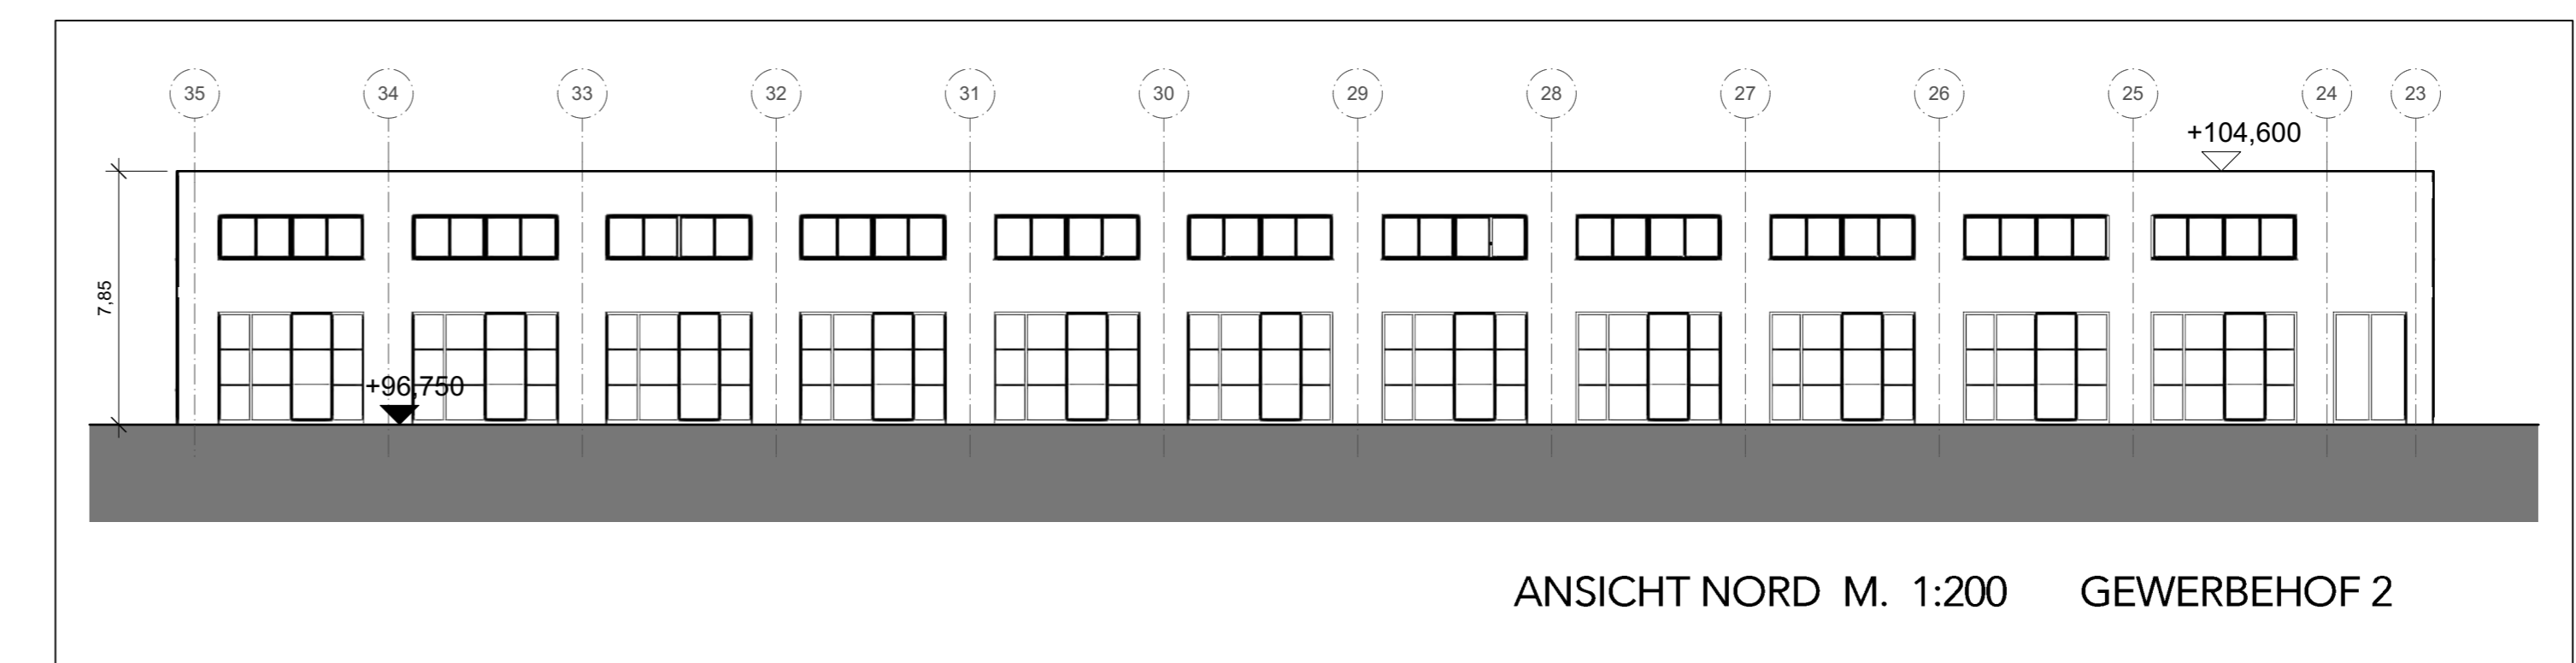 35 34 33 32 31 30 29 28 27 26 25 24 23
+104,600
7,85
+96,750
ANSICHT NORD M. 1:200 GEWERBEHOF 2